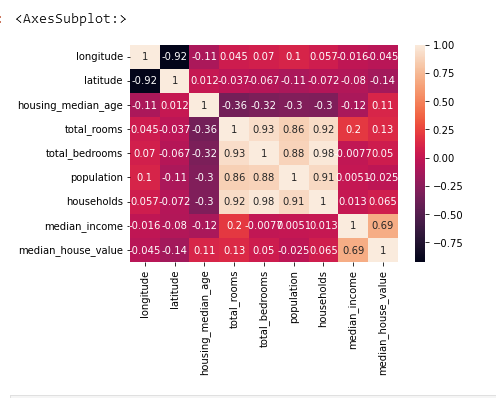 <AxesSubplot:>
longitude 1 -0.92 -0.11 0.045 0.07 0.1 0.057 -0.016 -0.045
latitude -0.92 1 0.012 -0.037 -0.067 -0.11 -0.072 -0.08 -0.14
housing_median_age -0.11 0.012 1 -0.36 -0.32 -0.3 -0.3 -0.12 0.11
total_rooms 0.045 -0.037 -0.36 1 0.93 0.86 0.92 0.2 0.13
total_bedrooms 0.07 -0.067 -0.32 0.93 1 0.88 0.98 -0.0077 0.05
population 0.1 -0.11 -0.3 0.86 0.88 1 0.91 0.0051 -0.025
households 0.057 -0.072 -0.3 0.92 0.98 0.91 1 0.013 0.065
median_income -0.016 -0.08 -0.12 0.2 -0.0077 0.0051 0.013 1 0.69
median_house_value -0.045 -0.14 0.11 0.13 0.05 -0.025 0.065 0.69 1
longitude
latitude
housing_median_age
total_rooms
total_bedrooms
population
households
median_income
median_house_value
1.00
0.75
0.50
0.25
0.00
-0.25
-0.50
-0.75